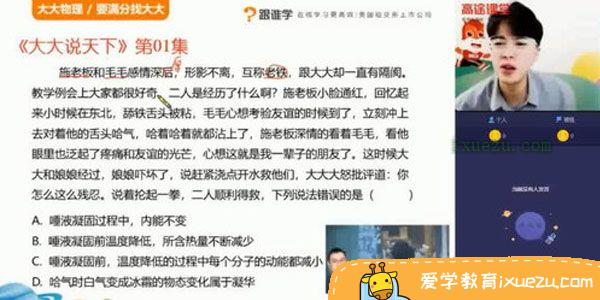 大大物理 / 要满分找大大
跟谁学
在线学习更高效|美国纽交所上市公司
高途课堂
《大大说天下》第01集
施老板和毛毛感情深后，形影不离，互称老铁，跟大大却一直有隔阂。
教学例会上大家都很好奇，二人是经历了什么啊？施老板小脸通红，回忆起
来小时候在东北，舔铁舌头被粘，毛毛心想考验友谊的时候到了，立刻冲上
去对着他的舌头哈气，哈着哈着就都沾上了，施老板深情的看着毛毛，看他
眼里也泛起了疼痛和友谊的光芒，心想这就是我一辈子的朋友了。这时候大
大和娘娘经过，娘娘吓坏了，说赶紧浇点开水救他们，大大大怒批评道：你
怎么这么残忍。说着抡起一拳，二人顺利得救，下列说法错误的是（ ）
A. 唾液凝固过程中，内能不变
B. 唾液凝固前温度降低，所含热量不断减少
C. 唾液凝固前，温度降低的过程中每个分子的动能都减小
D. 哈气时白气变成冰霜的物态变化属于凝华
个人
0
0
ixuezu.com
当前没有人发言
爱学教育ixuezu.com